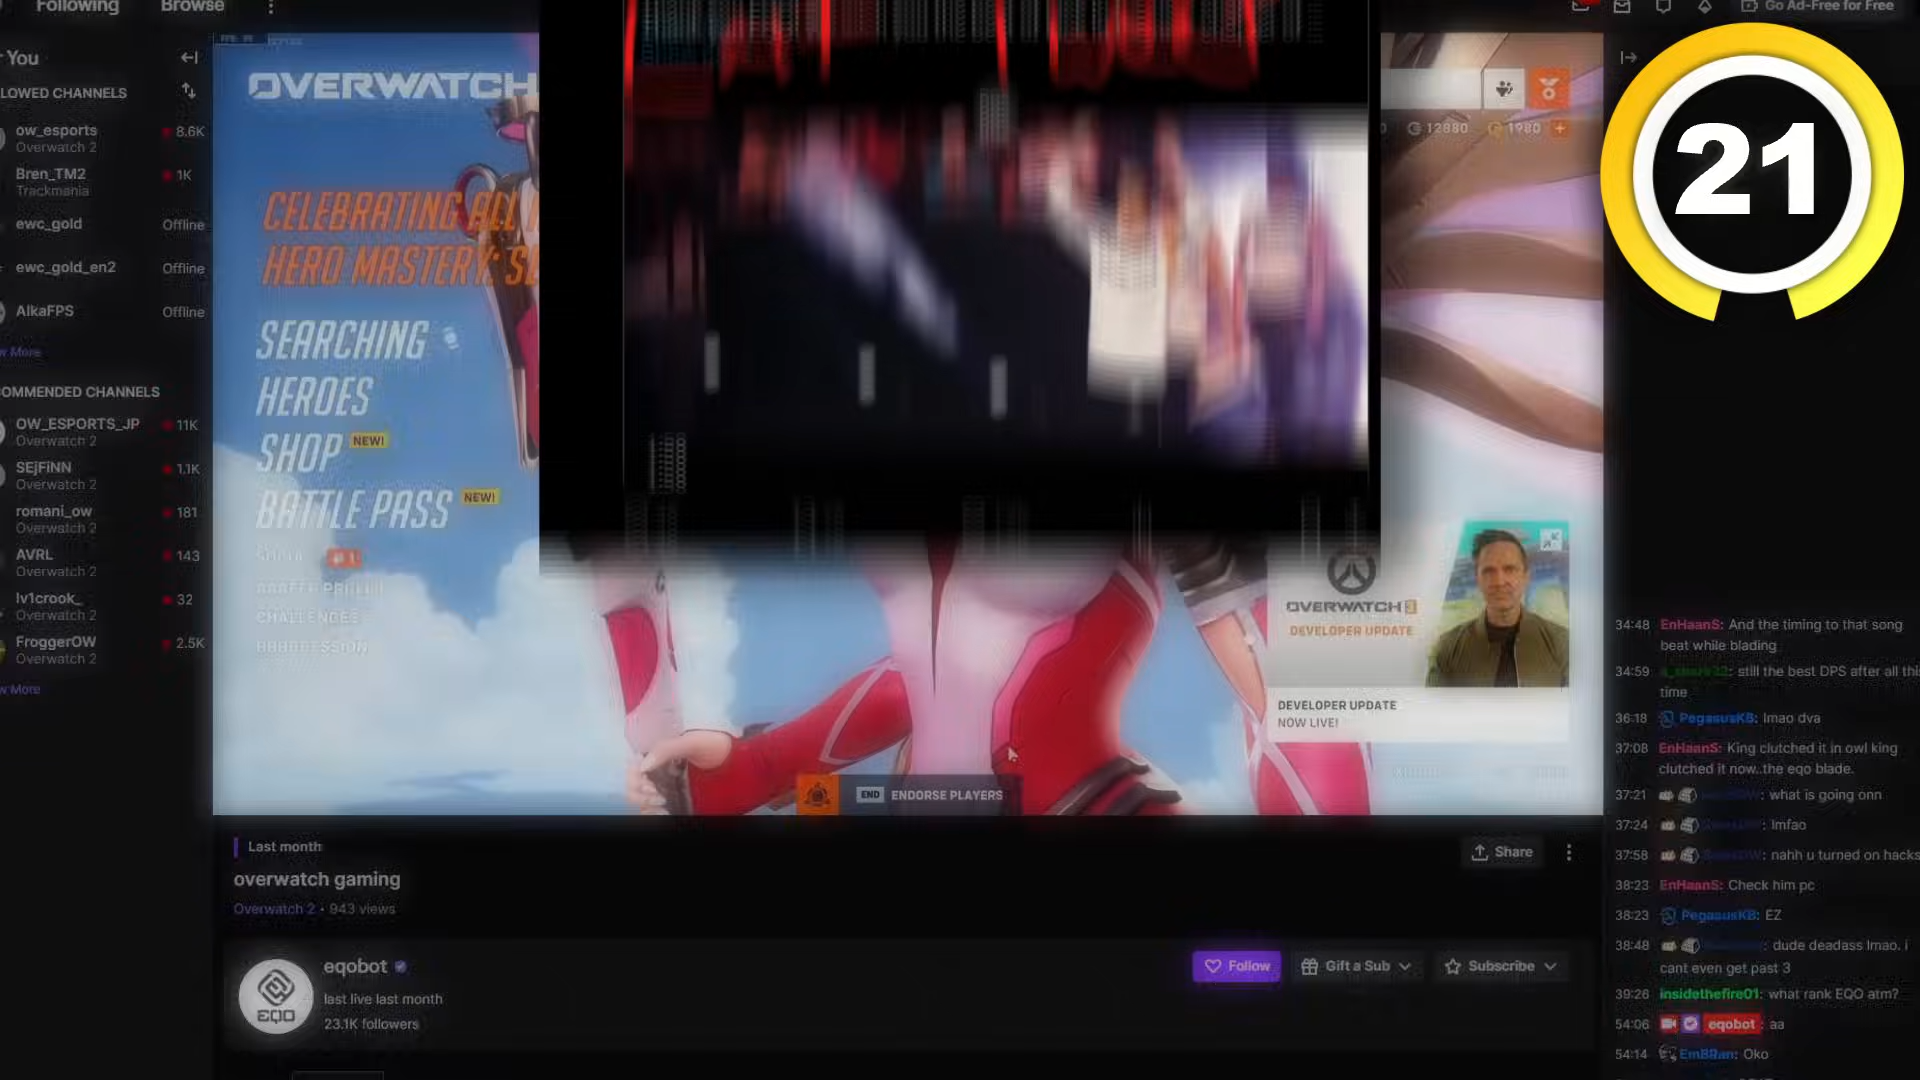 Following
Browse
Go Ad-Free for Free
You
LOWED CHANNELS
ow_esports
8.6K
Overwatch 2
Bren_TM2
1K
Trackmania
ewc_gold
Offline
ewc_gold_en2
Offline
AlkaFPS
Offline
w More
OMMENDED CHANNELS
OW_ESPORTS_JP
11K
Overwatch 2
SEjFiNN
1.1K
Overwatch 2
romani_ow
181
Overwatch 2
AVRL
143
Overwatch 2
lv1crook_
32
Overwatch 2
FroggerOW
2.5K
Overwatch 2
w More
OVERWATCH
CELEBRATING ALL
HERO MASTERY:
SEARCHING
HEROES
SHOP NEW!
BATTLE PASS NEW!
CHALLENGES
12880
1980
21
OVERWATCH 2
DEVELOPER UPDATE
DEVELOPER UPDATE
NOW LIVE!
END ENDORSE PLAYERS
Last month
overwatch gaming
Overwatch 2 • 943 views
Share
eqobot
last live last month
23.1K followers
EQO
Follow
Gift a Sub
Subscribe
34:48 EnHaanS: And the timing to that song
beat while blading
34:59 : still the best DPS after all this
time
36:18 PegasusKB: lmao dva
37:08 EnHaanS: King clutched it in owl king
clutched it now..the eqo blade.
37:21 : what is going onn
37:24 : lmfao
37:58 : nahh u turned on hacks
38:23 EnHaanS: Check him pc
38:23 PegasusKB: EZ
38:48 : dude deadass lmao. i
cant even get past 3
39:26 insidethefire01: what rank EQO atm?
54:06 eqobot: aa
54:14 EmBRan: Oko